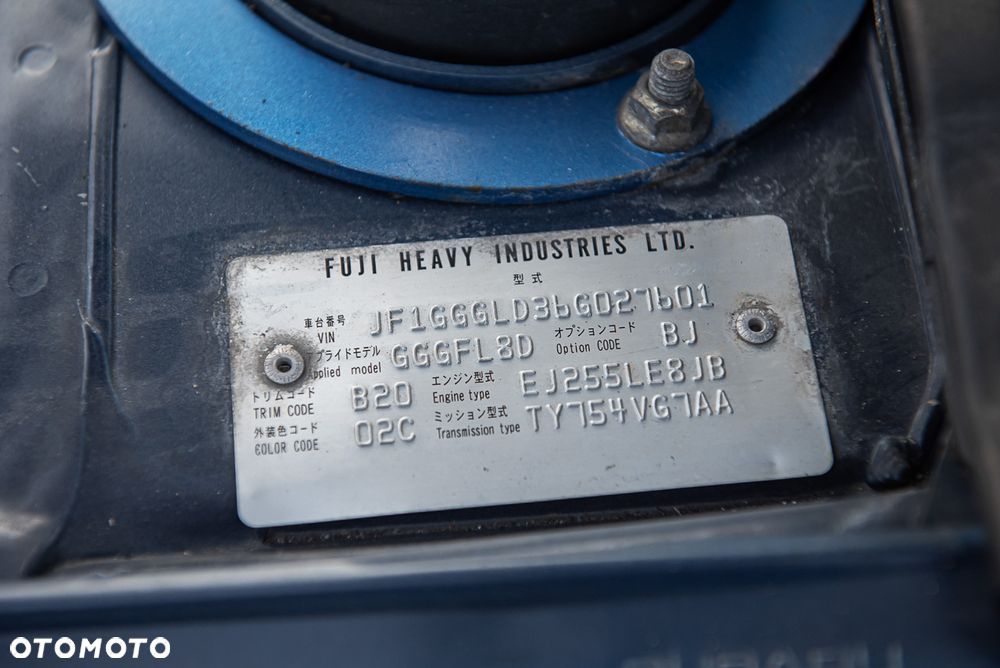 FUJI HEAVY INDUSTRIES LTD.
型式
車台番号 VIN JF1GGGLD36G027601
プライドモデル Applied model GGGFL8D オプションコード Option CODE BJ
トリムコード TRIM CODE B20 エンジン型式 Engine type EJ255LE8JB
外装色コード COLOR CODE 02C ミッション型式 Transmission type TY754VG7AA
OTOMOTO